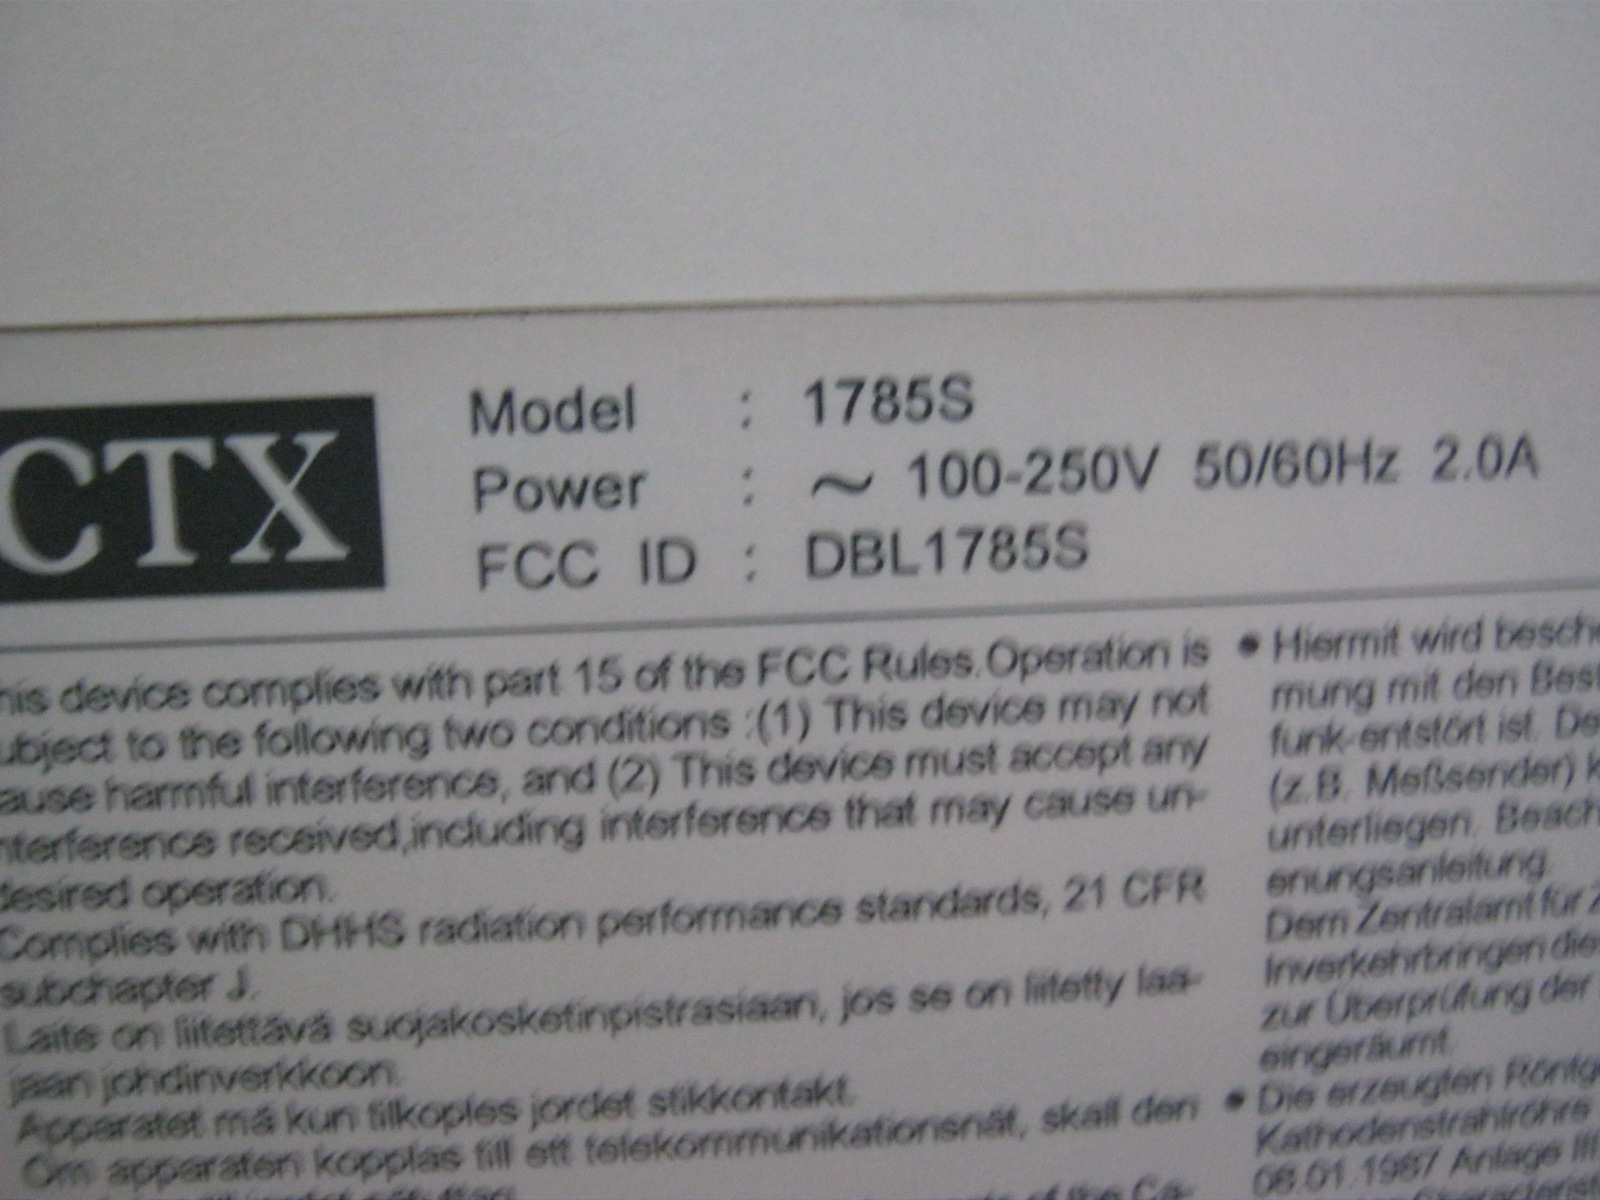 CTX
Model : 1785S
Power : ~ 100-250V 50/60Hz 2.0A
FCC ID : DBL1785S
his device complies with part 15 of the FCC Rules.Operation is
ubject to the following two conditions :(1) This device may not
ause harmful interference, and (2) This device must accept any
nterference received,including interference that may cause un-
desired operation.
Complies with DHHS radiation performance standards, 21 CFR
subchapter J.
Laite on liitettävä suojakosketinpistrasiaan, jos se on liitetty laa-
jaan johdinverkkoon.
Apparatet må kun tilkoples jordet stikkontakt.
Om apparaten kopplas till ett telekommunikationsnät, skall den
of the Ca-
• Hiermit wird besche
mung mit den Best
funk-entstört ist. De
(z.B. Meßsender) k
unterliegen. Beach
enungsanleitung.
Dem Zentralamt für Z
Inverkehrbringen die
zur Überprüfung der
eingeräumt.
• Die erzeugten Röntg
Kathodenstrahlröhre
08.01.1987 Anlage III